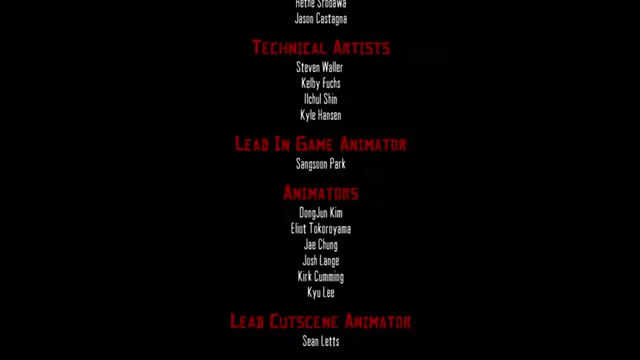 Jason Castagna
Technical Artists
Steven Waller
Kelby Fuchs
Ilchul Shin
Kyle Hansen
Lead In Game Animator
Sangsoon Park
Animators
DongJun Kim
Eliot Tokoroyama
Jae Chung
Josh Lange
Kirk Cumming
Kyu Lee
Lead Cutscene Animator
Sean Letts